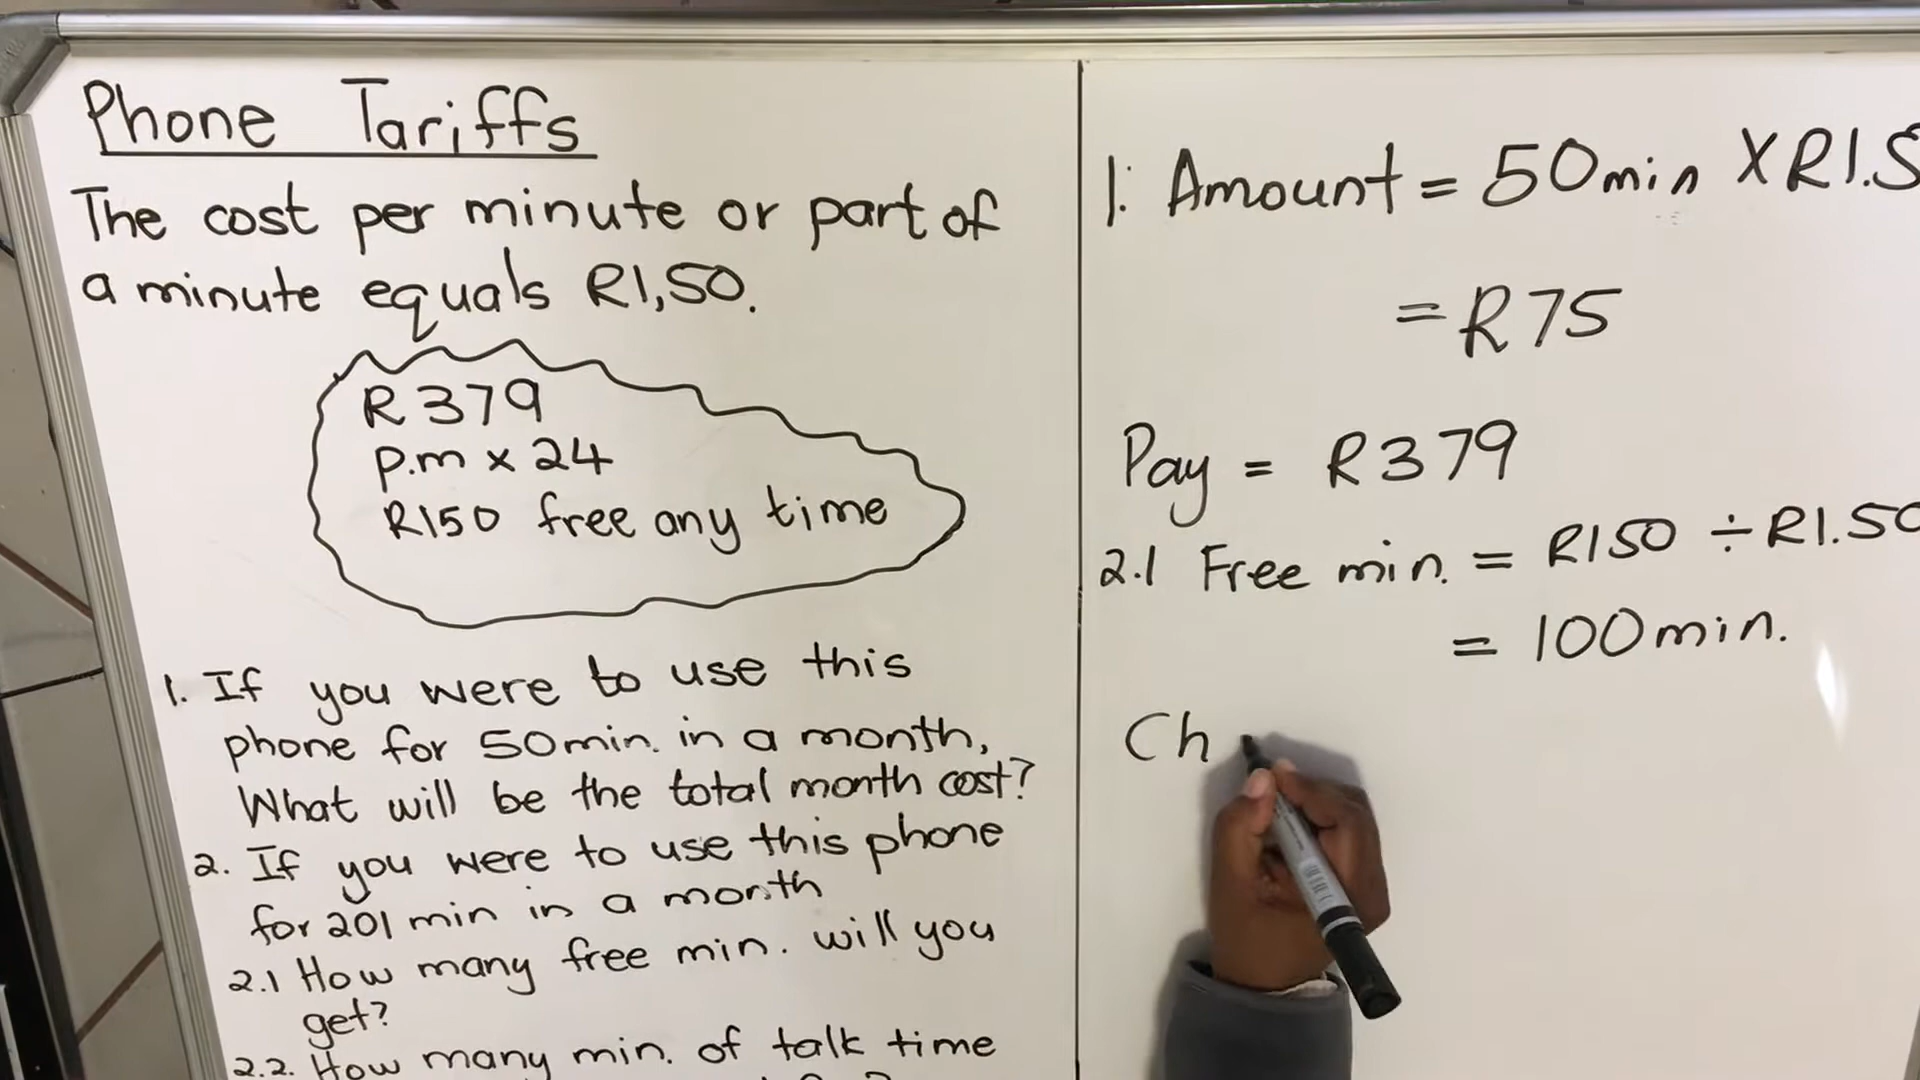 Phone Tariffs
The cost per minute or part of
a minute equals R1,50.
R379
p.m x 24
R150 free any time
1. If you were to use this
phone for 50min. in a month,
What will be the total month cost?
2. If you were to use this phone
for 201 min in a month
2.1 How many free min. will you
get?
2.2. How many min. of talk time
1. Amount = 50min X R1.5
= R75
Pay = R379
2.1 Free min. = R150 ÷ R1.50
= 100min.
Ch